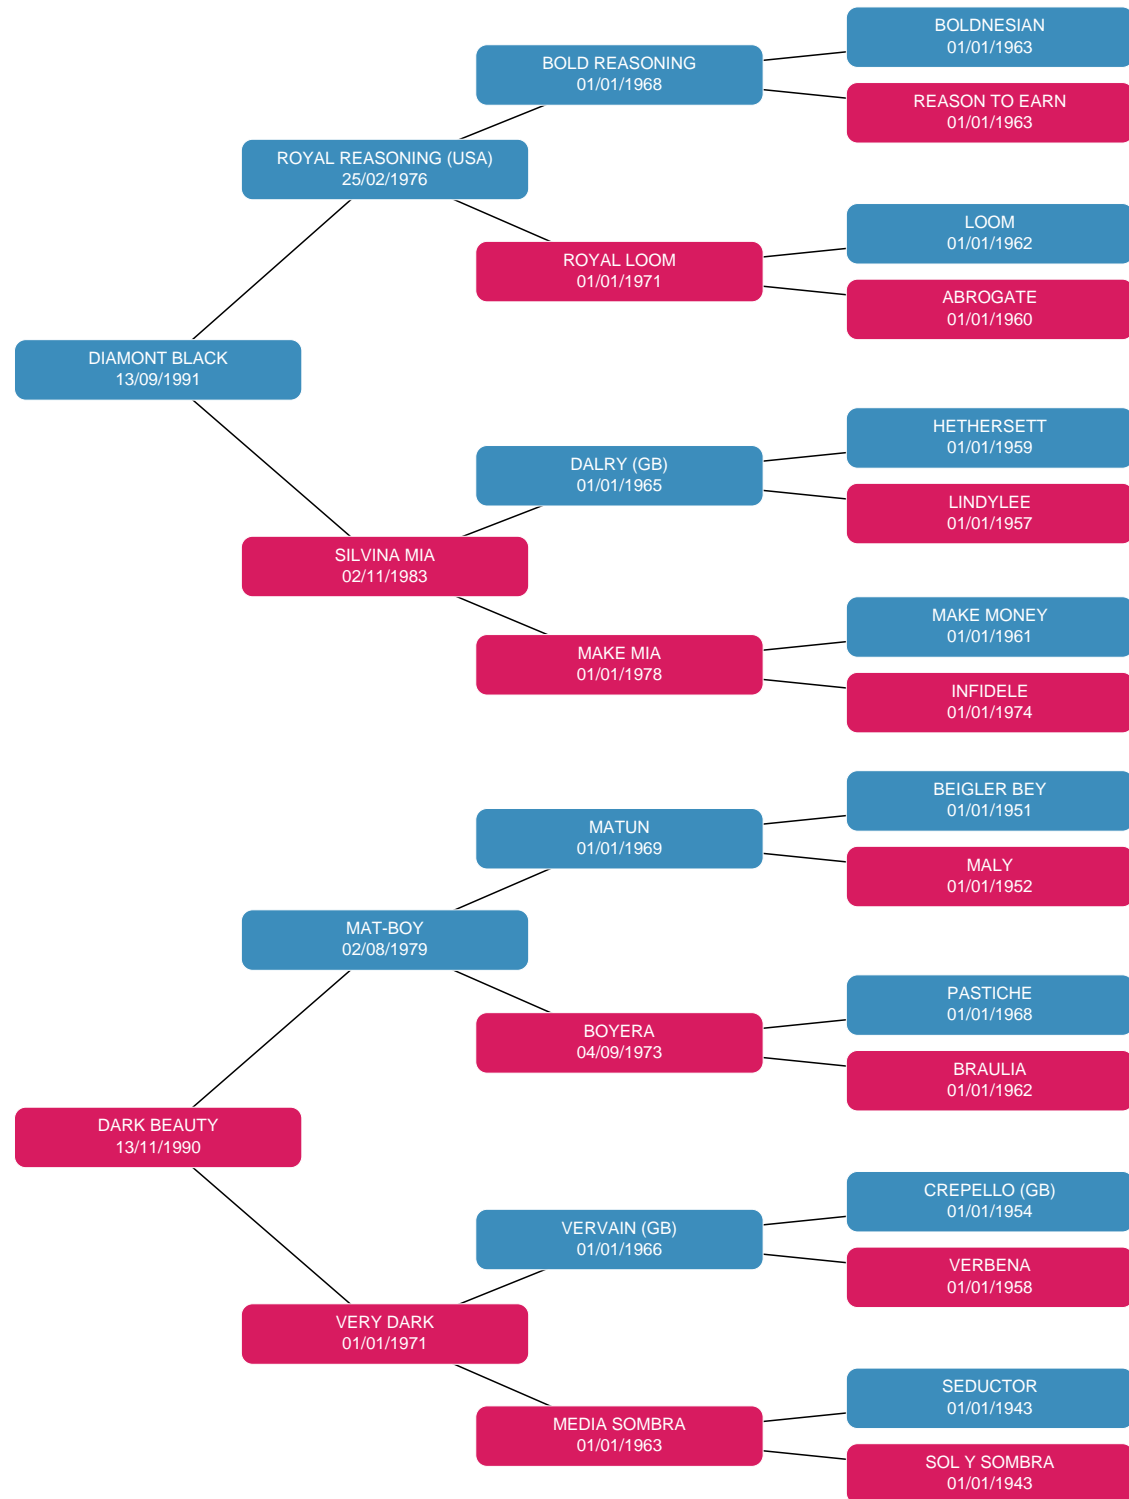 BOLDNESIAN
01/01/1963
BOLD REASONING
01/01/1968
REASON TO EARN
01/01/1963
ROYAL REASONING (USA)
25/02/1976
LOOM
01/01/1962
ROYAL LOOM
01/01/1971
ABROGATE
01/01/1960
DIAMONT BLACK
13/09/1991
HETHERSETT
01/01/1959
DALRY (GB)
01/01/1965
LINDYLEE
01/01/1957
SILVINA MIA
02/11/1983
MAKE MONEY
01/01/1961
MAKE MIA
01/01/1978
INFIDELE
01/01/1974
BEIGLER BEY
01/01/1951
MATUN
01/01/1969
MALY
01/01/1952
MAT-BOY
02/08/1979
PASTICHE
01/01/1968
BOYERA
04/09/1973
BRAULIA
01/01/1962
DARK BEAUTY
13/11/1990
CREPELLO (GB)
01/01/1954
VERVAIN (GB)
01/01/1966
VERBENA
01/01/1958
VERY DARK
01/01/1971
SEDUCTOR
01/01/1943
MEDIA SOMBRA
01/01/1963
SOL Y SOMBRA
01/01/1943